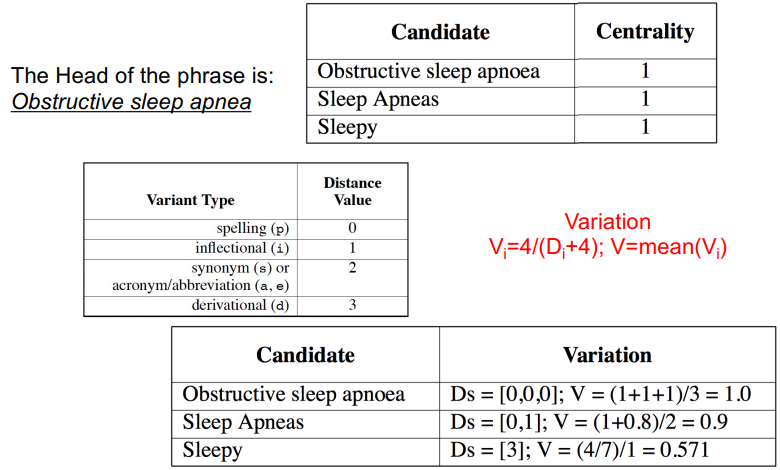 The Head of the phrase is:
Obstructive sleep apnea
Candidate Centrality
Obstructive sleep apnoea 1
Sleep Apneas 1
Sleepy 1
Variant Type Distance Value
spelling (p) 0
inflectional (i) 1
synonym (s) or 2
acronym/abbreviation (a, e)
derivational (d) 3
Variation
Vi=4/(Di+4); V=mean(Vi)
Candidate Variation
Obstructive sleep apnoea Ds = [0,0,0]; V = (1+1+1)/3 = 1.0
Sleep Apneas Ds = [0,1]; V = (1+0.8)/2 = 0.9
Sleepy Ds = [3]; V = (4/7)/1 = 0.571